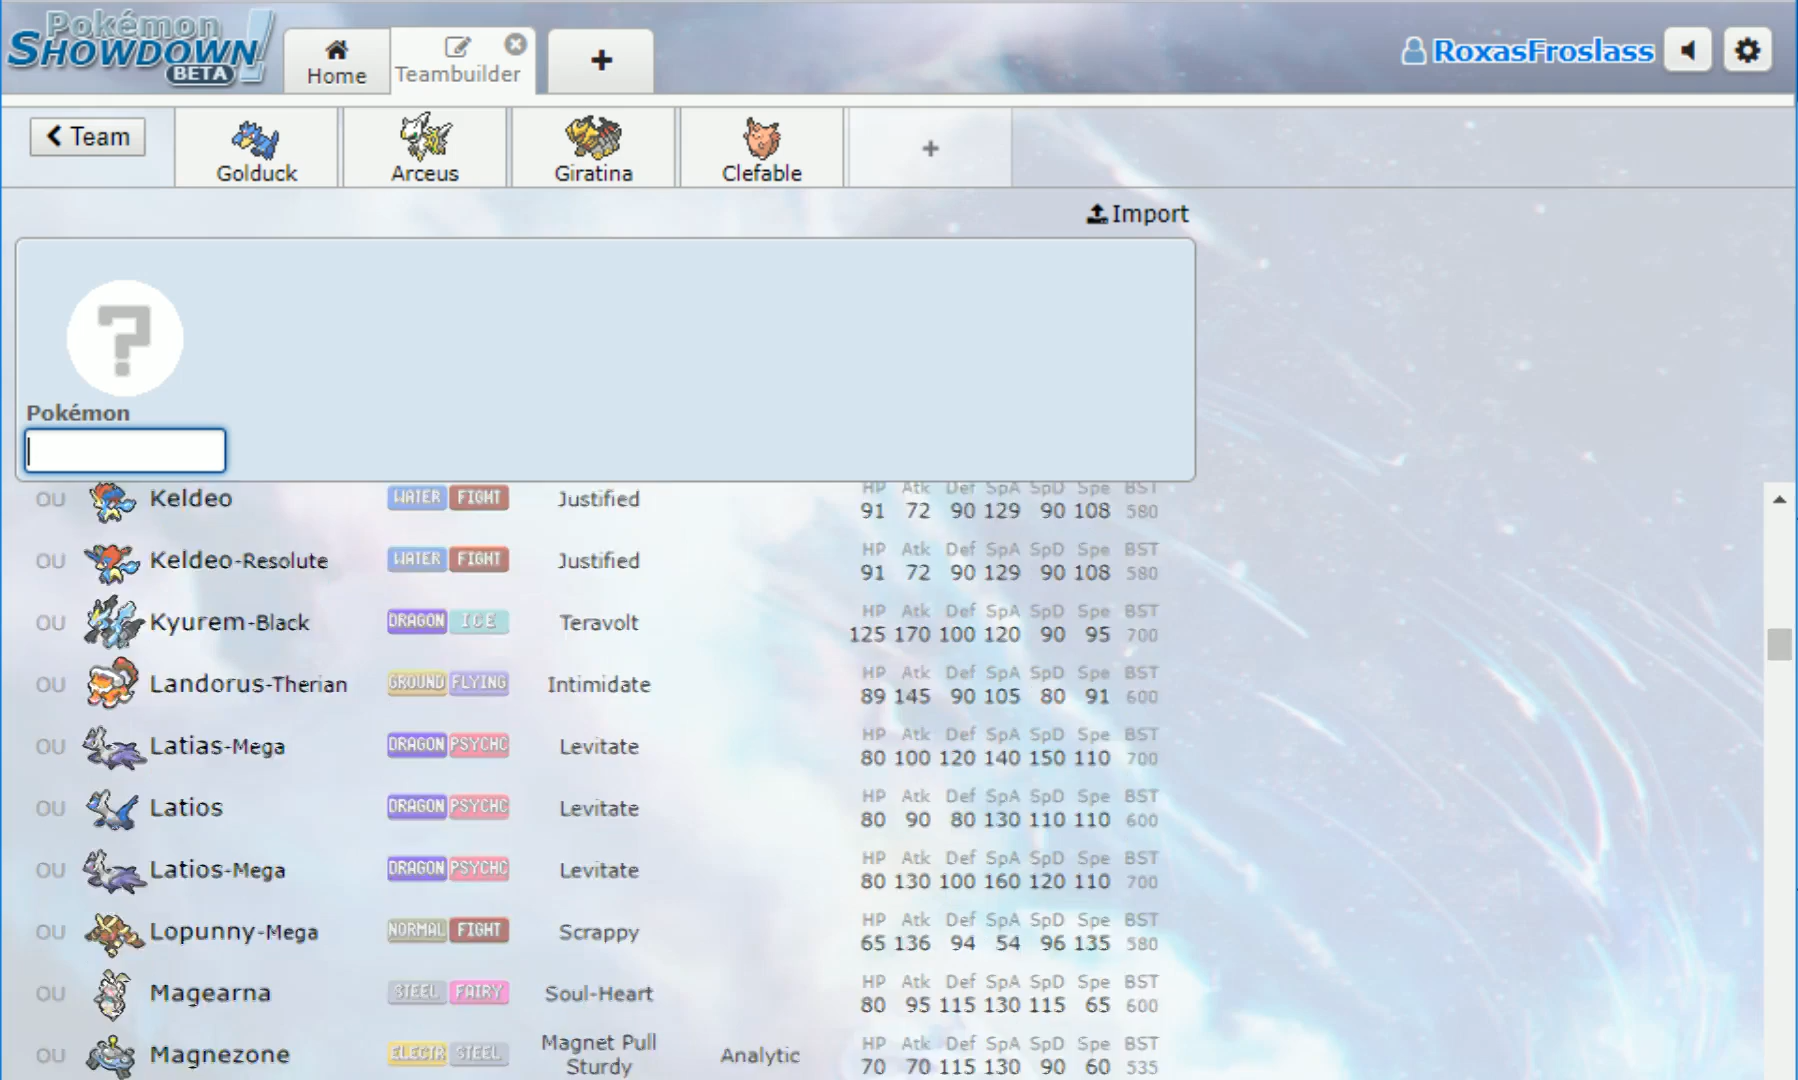 Pokémon
SHOWDOWN!
BETA
Home
Teambuilder
+
RoxasFroslass
Team
Golduck
Arceus
Giratina
Clefable
+
Import
?
Pokémon
OU Keldeo WATER FIGHT Justified HP Atk Def SpA SpD Spe BST
91 72 90 129 90 108 580
OU Keldeo-Resolute WATER FIGHT Justified HP Atk Def SpA SpD Spe BST
91 72 90 129 90 108 580
OU Kyurem-Black DRAGON ICE Teravolt HP Atk Def SpA SpD Spe BST
125 170 100 120 90 95 700
OU Landorus-Therian GROUND FLYING Intimidate HP Atk Def SpA SpD Spe BST
89 145 90 105 80 91 600
OU Latias-Mega DRAGON PSYCHC Levitate HP Atk Def SpA SpD Spe BST
80 100 120 140 150 110 700
OU Latios DRAGON PSYCHC Levitate HP Atk Def SpA SpD Spe BST
80 90 80 130 110 110 600
OU Latios-Mega DRAGON PSYCHC Levitate HP Atk Def SpA SpD Spe BST
80 130 100 160 120 110 700
OU Lopunny-Mega NORMAL FIGHT Scrappy HP Atk Def SpA SpD Spe BST
65 136 94 54 96 135 580
OU Magearna STEEL FAIRY Soul-Heart HP Atk Def SpA SpD Spe BST
80 95 115 130 115 65 600
OU Magnezone ELECTR STEEL Magnet Pull Analytic HP Atk Def SpA SpD Spe BST
Sturdy 70 70 115 130 90 60 535